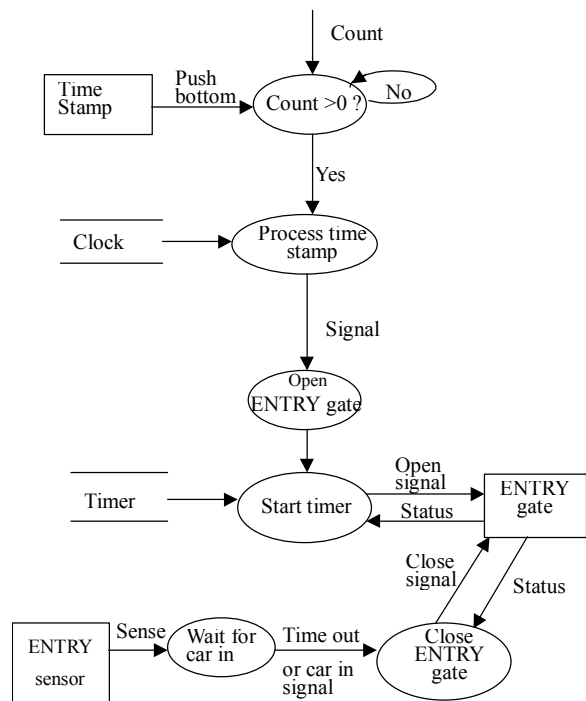 Count
Time
Stamp
Push
bottom
Count >0 ?
No
Yes
Clock
Process time
stamp
Signal
Open
ENTRY gate
Timer
Start timer
Open
signal
Status
ENTRY
gate
Close
signal
Status
ENTRY
sensor
Sense
Wait for
car in
Time out
or car in
signal
Close
ENTRY
gate